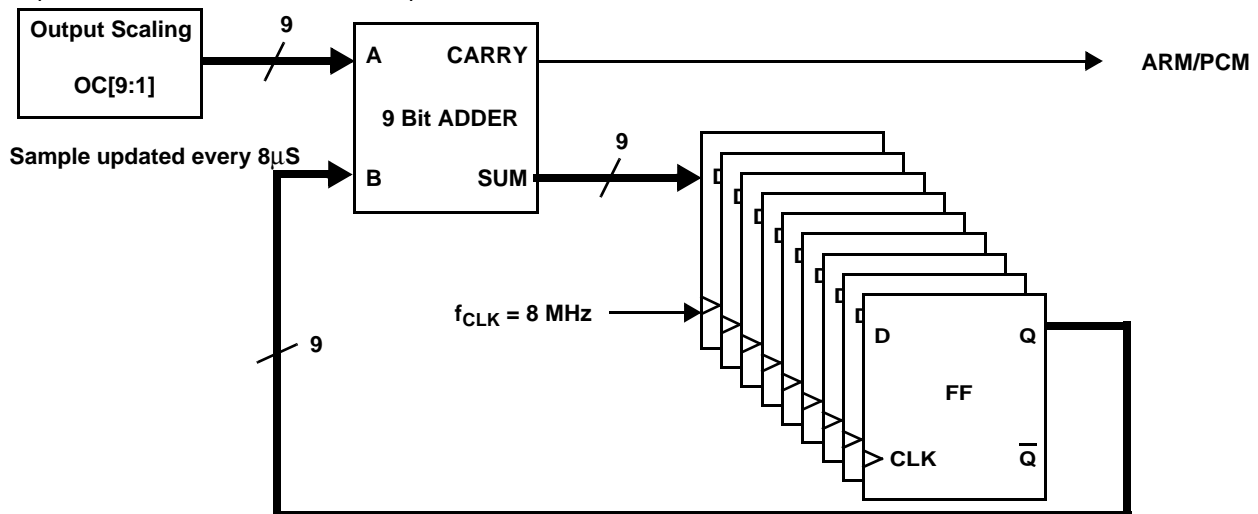 Output Scaling
OC[9:1]
9
A
CARRY
ARM/PCM
9 Bit ADDER
Sample updated every 8μS
B
SUM
9
D
D
D
D
D
D
D
D
fCLK = 8 MHz
9
D
Q
FF
CLK
Q̅